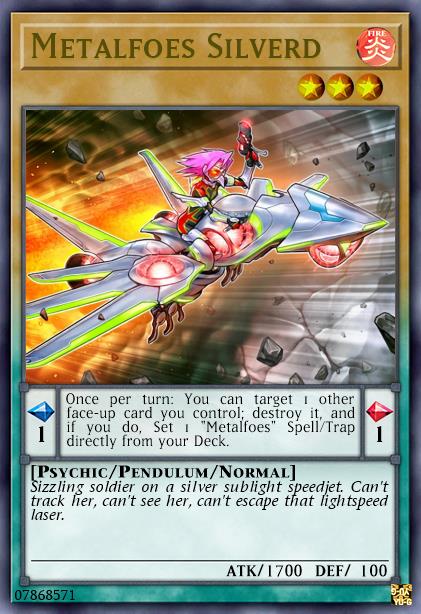 METALFOES SILVERD
FIRE
炎
Once per turn: You can target 1 other
face-up card you control; destroy it, and
if you do, Set 1 "Metalfoes" Spell/Trap
directly from your Deck.
1
1
[PSYCHIC/PENDULUM/NORMAL]
Sizzling soldier on a silver sublight speedjet. Can't
track her, can't see her, can't escape that lightspeed
laser.
ATK/1700 DEF/ 100
07868571